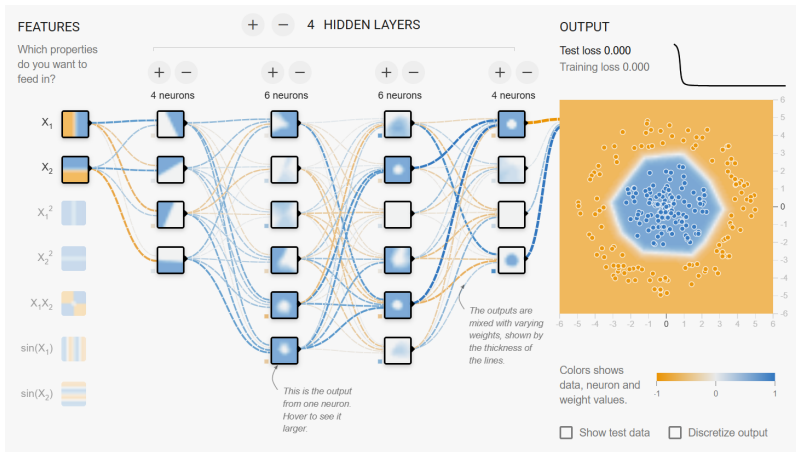 FEATURES
Which properties
do you want to
feed in?
X1
X2
X1²
X2²
X1X2
sin(X1)
sin(X2)
+ − 4 HIDDEN LAYERS
+ − + − + − + −
4 neurons 6 neurons 6 neurons 4 neurons
This is the output
from one neuron.
Hover to see it
larger.
The outputs are
mixed with varying
weights, shown by
the thickness of
the lines.
OUTPUT
Test loss 0.000
Training loss 0.000
6
5
4
3
2
1
0
-1
-2
-3
-4
-5
-6
-6 -5 -4 -3 -2 -1 0 1 2 3 4 5 6
Colors shows
data, neuron and
weight values.
-1 0 1
Show test data Discretize output